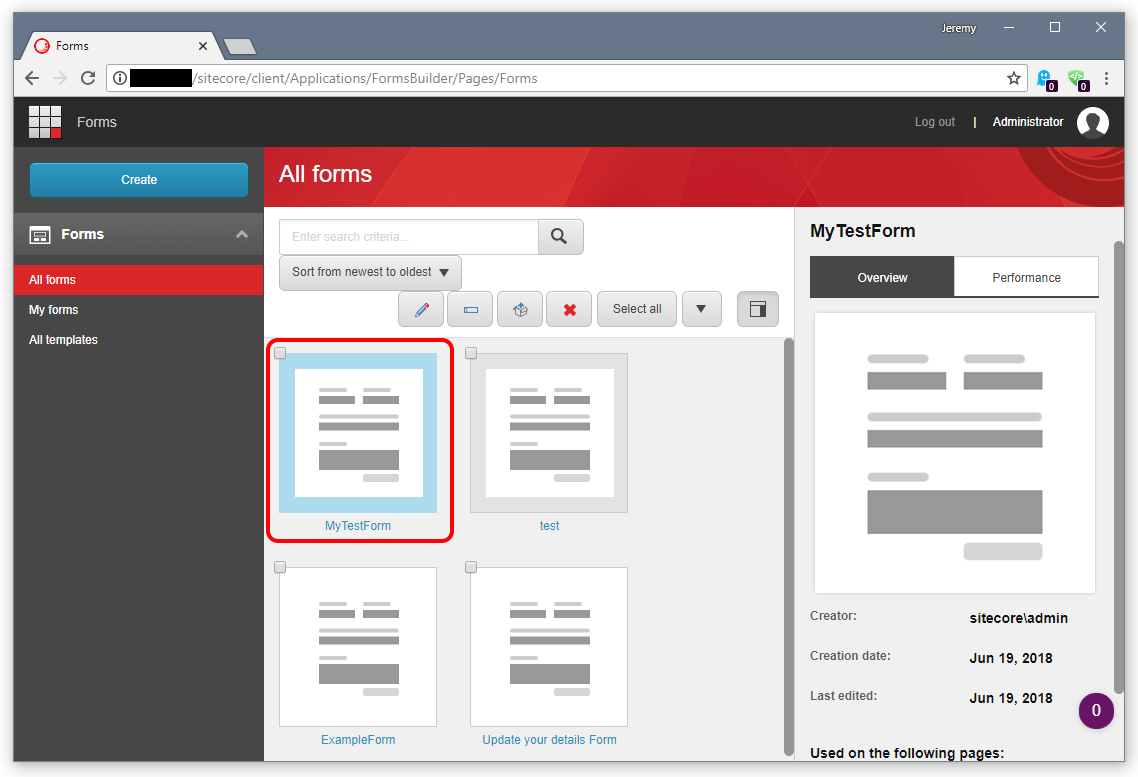 Jeremy
Forms
/sitecore/client/Applications/FormsBuilder/Pages/Forms
0
0
Forms
Log out | Administrator
Create
Forms
All forms
My forms
All templates
All forms
Enter search criteria...
Sort from newest to oldest
Select all
MyTestForm
test
ExampleForm
Update your details Form
MyTestForm
Overview
Performance
Creator: sitecore\admin
Creation date: Jun 19, 2018
Last edited: Jun 19, 2018
0
Used on the following pages: